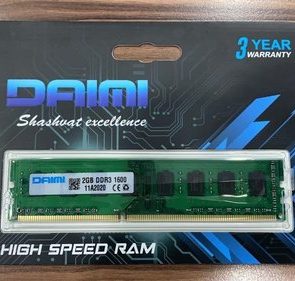 3 YEAR
WARRANTY
DAIMI
Shashvat excellence
DAIMI
2GB DDR3 1600
11A2020
HIGH SPEED RAM